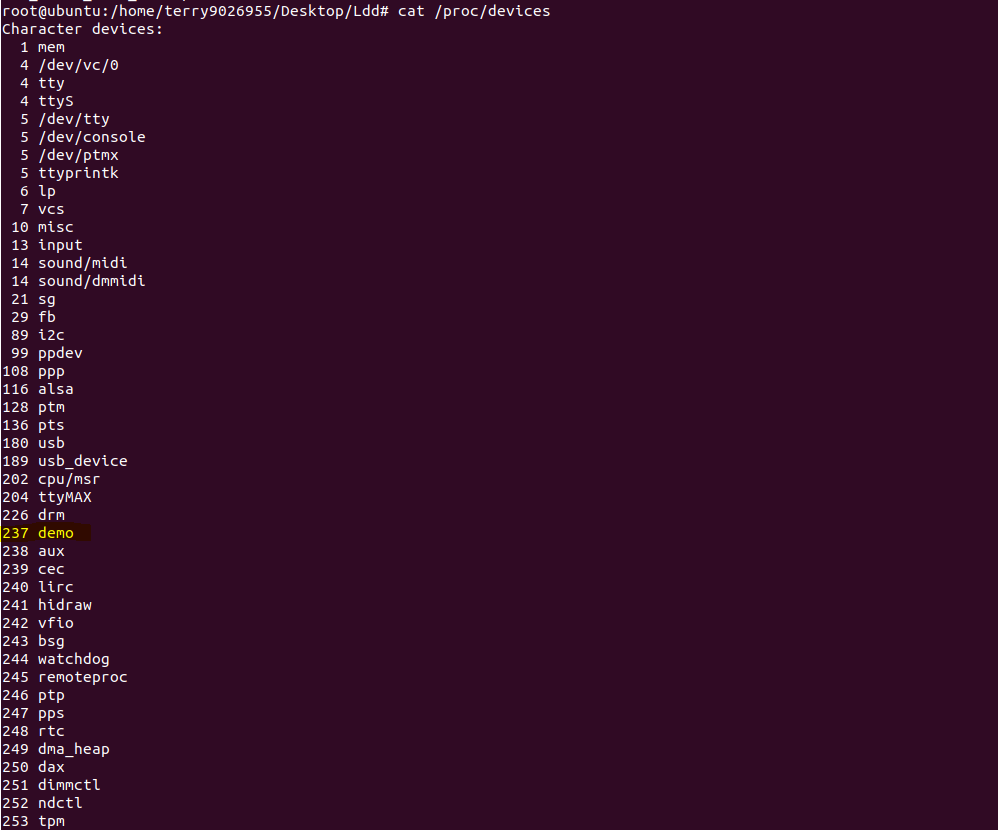 root@ubuntu:/home/terry9026955/Desktop/Ldd# cat /proc/devices
Character devices:
  1 mem
  4 /dev/vc/0
  4 tty
  4 ttyS
  5 /dev/tty
  5 /dev/console
  5 /dev/ptmx
  5 ttyprintk
  6 lp
  7 vcs
 10 misc
 13 input
 14 sound/midi
 14 sound/dmmidi
 21 sg
 29 fb
 89 i2c
 99 ppdev
108 ppp
116 alsa
128 ptm
136 pts
180 usb
189 usb_device
202 cpu/msr
204 ttyMAX
226 drm
237 demo
238 aux
239 cec
240 lirc
241 hidraw
242 vfio
243 bsg
244 watchdog
245 remoteproc
246 ptp
247 pps
248 rtc
249 dma_heap
250 dax
251 dimmctl
252 ndctl
253 tpm